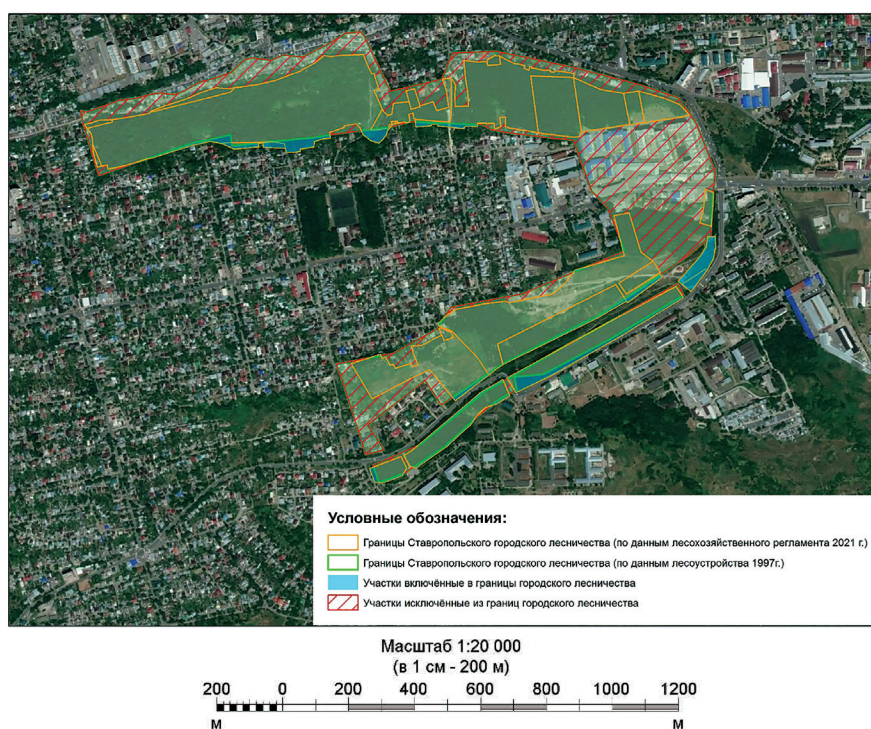 Условные обозначения:
Границы Ставропольского городского лесничества (по данным лесохозяйственного регламента 2021 г.)
Границы Ставропольского городского лесничества (по данным лесоустройства 1997г.)
Участки включённые в границы городского лесничества
Участки исключённые из границ городского лесничества
Масштаб 1:20 000
(в 1 см - 200 м)
200 0 200 400 600 800 1000 1200
М М